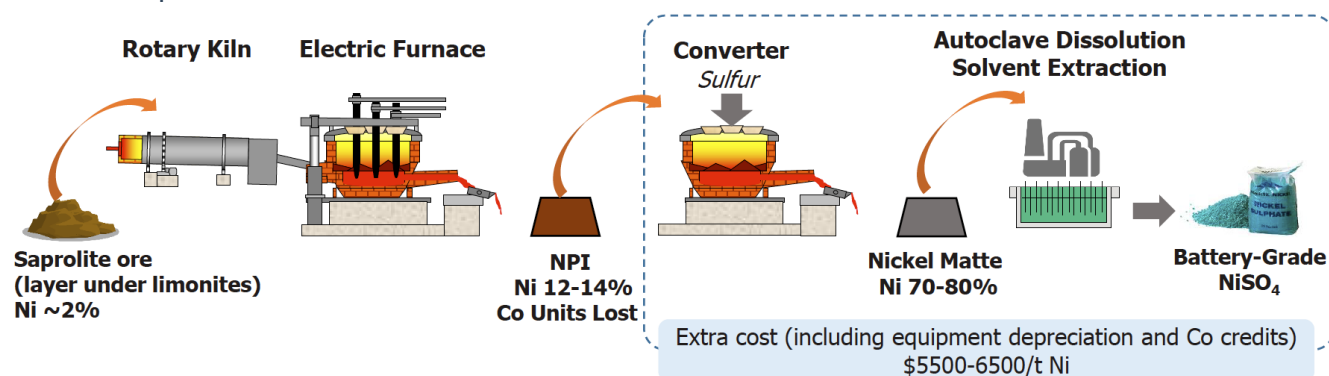 Rotary Kiln
Electric Furnace
Converter
Sulfur
Autoclave Dissolution
Solvent Extraction
Saprolite ore
(layer under limonites)
Ni ~2%
NPI
Ni 12-14%
Co Units Lost
Nickel Matte
Ni 70-80%
NICKEL
SULPHATE
Battery-Grade
NiSO₄
Extra cost (including equipment depreciation and Co credits)
$5500-6500/t Ni